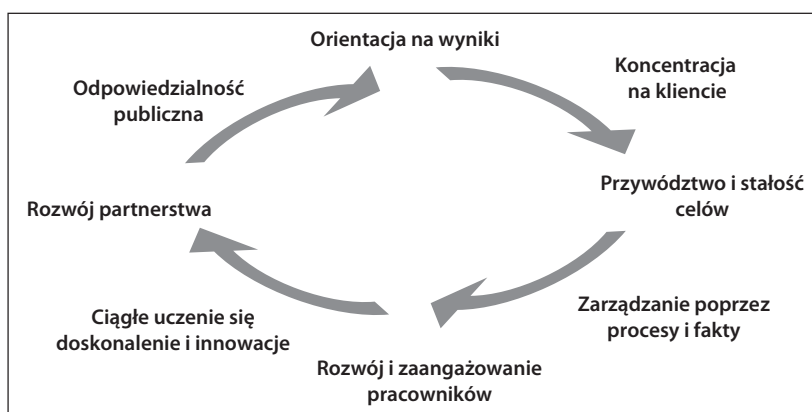 Orientacja na wyniki
Koncentracja
na kliencie
Przywództwo i stałość
celów
Zarządzanie poprzez
procesy i fakty
Rozwój i zaangażowanie
pracowników
Ciągłe uczenie się
doskonalenie i innowacje
Rozwój partnerstwa
Odpowiedzialność
publiczna